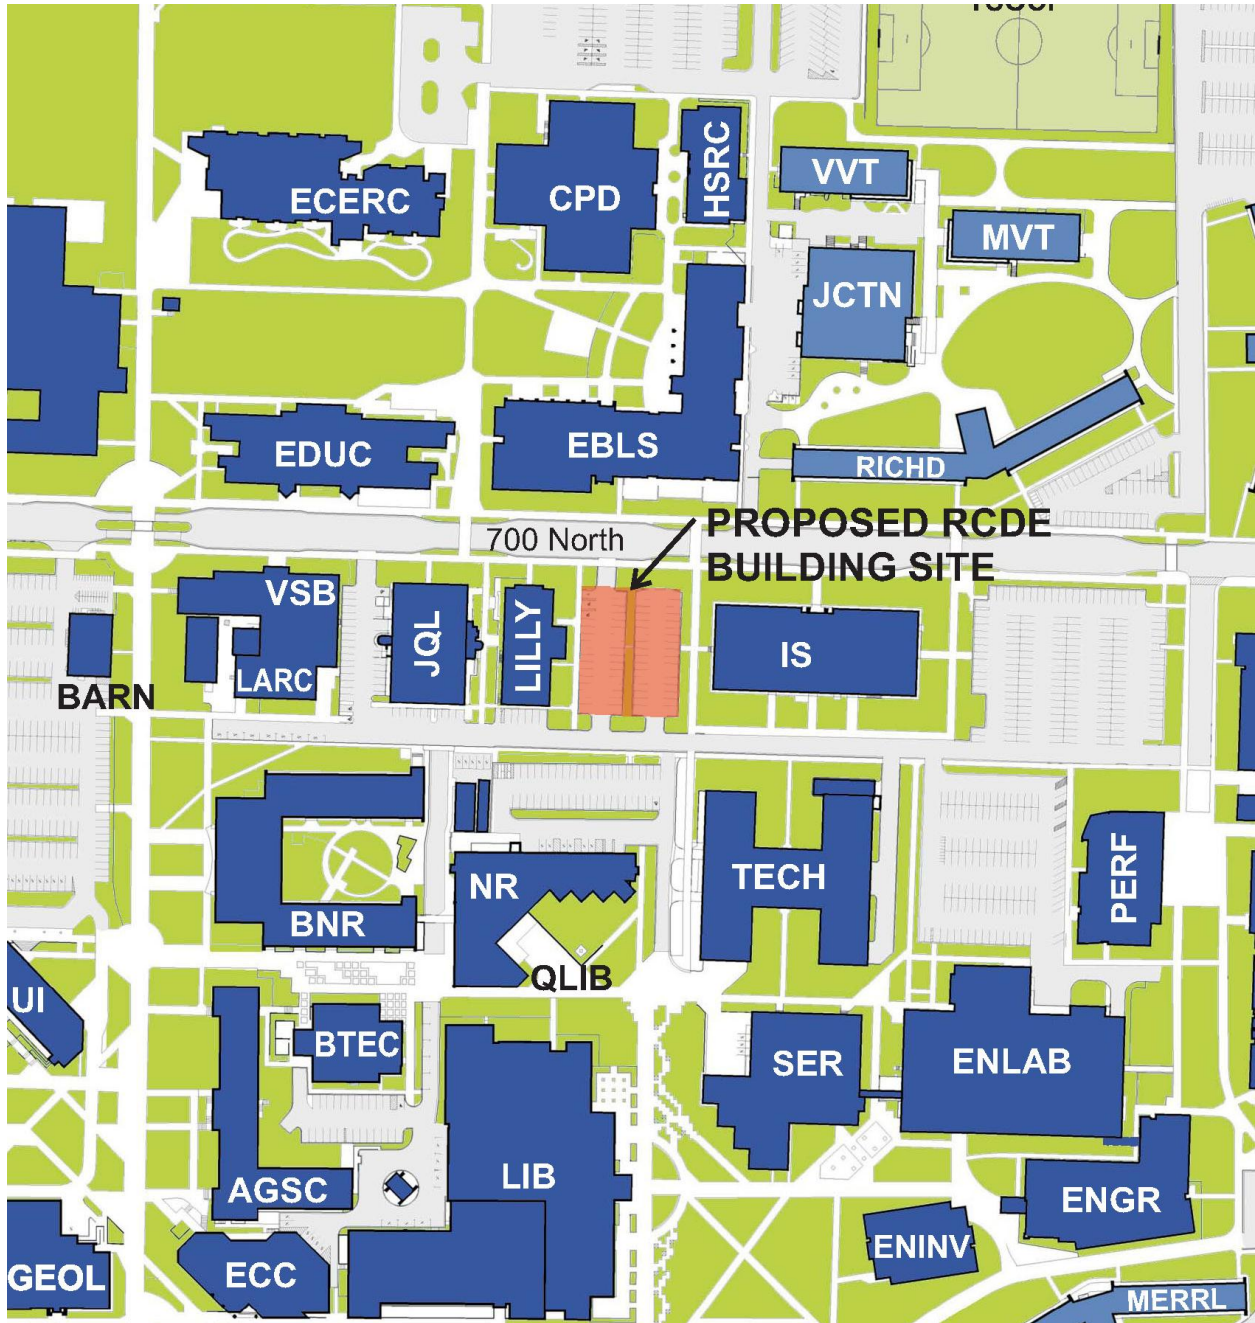 ECERC
CPD
HSRC
VVT
MVT
JCTN
EDUC
EBLS
RICHD
700 North
PROPOSED RCDE
BUILDING SITE
VSB
LARC
BARN
JQL
LILLY
IS
BNR
NR
QLIB
TECH
PERF
UI
BTEC
SER
ENLAB
AGSC
LIB
ENGR
GEOL
ECC
ENINV
MERRL